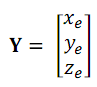 𝐘 = [
x_e
y_e
z_e
]